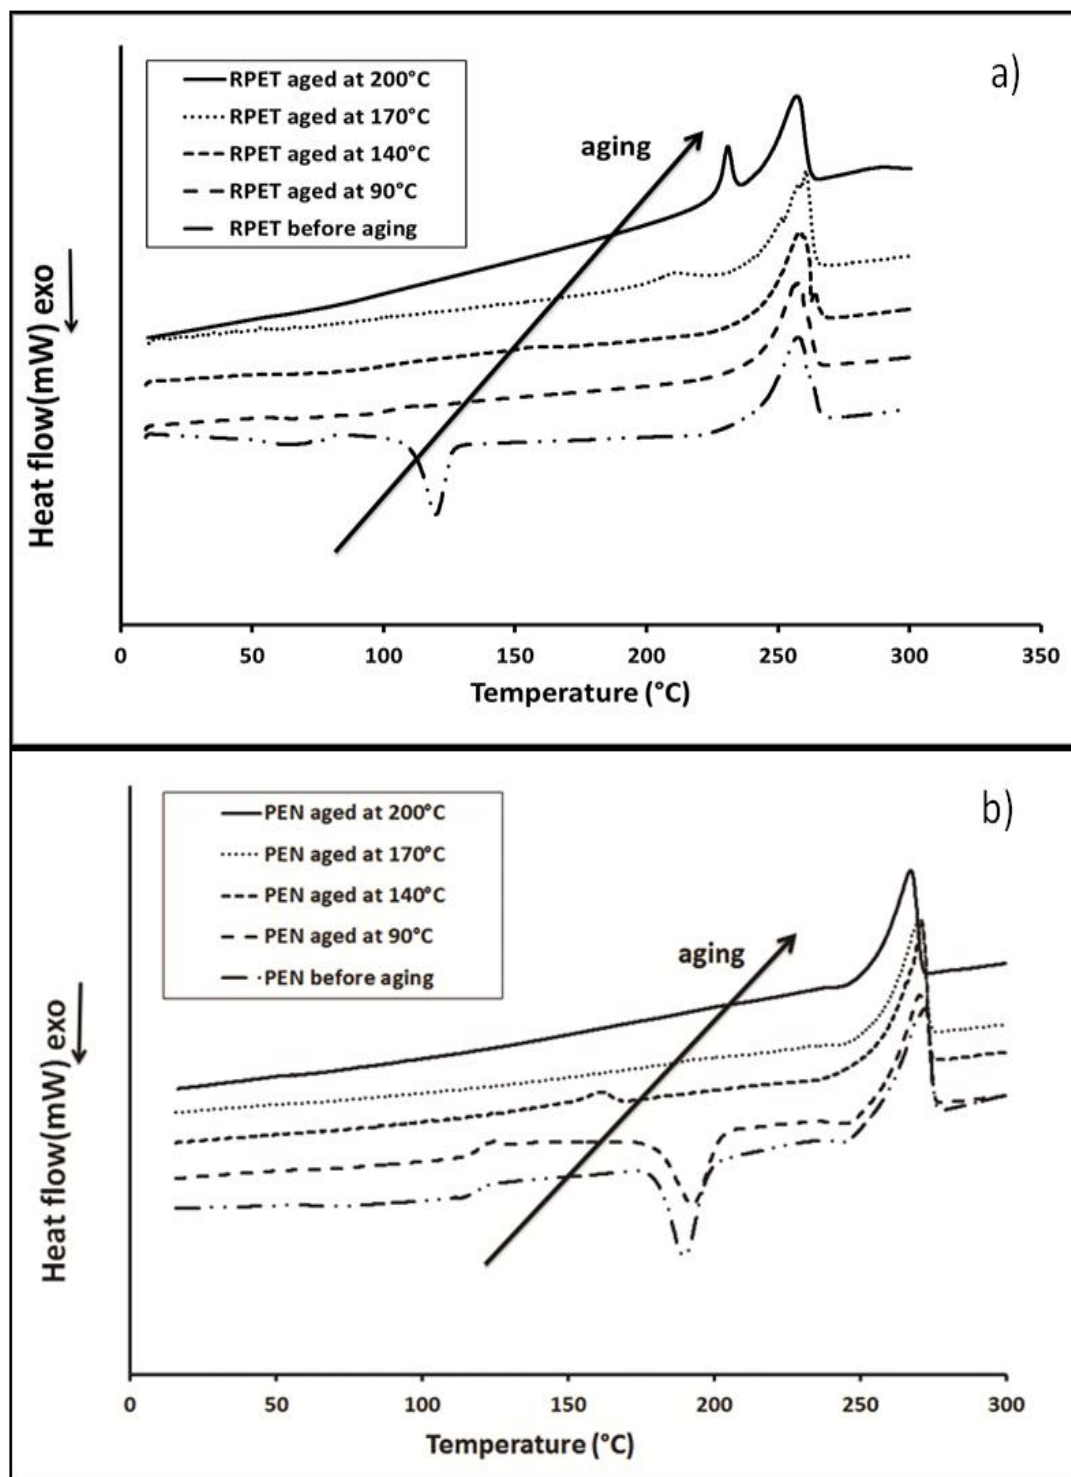 a)
RPET aged at 200°C
RPET aged at 170°C
RPET aged at 140°C
RPET aged at 90°C
RPET before aging
aging
Heat flow(mW) exo
0 50 100 150 200 250 300 350
Temperature (°C)
b)
PEN aged at 200°C
PEN aged at 170°C
PEN aged at 140°C
PEN aged at 90°C
PEN before aging
aging
Heat flow(mW) exo
0 50 100 150 200 250 300
Temperature (°C)